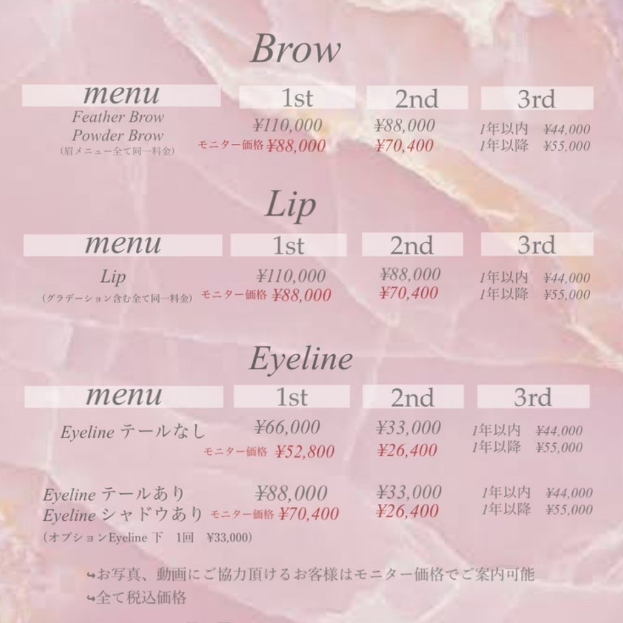 Brow
menu 1st 2nd 3rd
Feather Brow ¥110,000 ¥88,000 1年以内 ¥44,000
Powder Brow モニター価格 ¥88,000 ¥70,400 1年以降 ¥55,000
(眉メニュー全て同一料金)
Lip
menu 1st 2nd 3rd
Lip ¥110,000 ¥88,000 1年以内 ¥44,000
(グラデーション含む全て同一料金) モニター価格 ¥88,000 ¥70,400 1年以降 ¥55,000
Eyeline
menu 1st 2nd 3rd
Eyeline テールなし ¥66,000 ¥33,000 1年以内 ¥44,000
モニター価格 ¥52,800 ¥26,400 1年以降 ¥55,000
Eyeline テールあり ¥88,000 ¥33,000 1年以内 ¥44,000
Eyeline シャドウあり モニター価格 ¥70,400 ¥26,400 1年以降 ¥55,000
(オプションEyeline 下 1回 ¥33,000)
↪お写真、動画にご協力頂けるお客様はモニター価格でご案内可能
↪全て税込価格